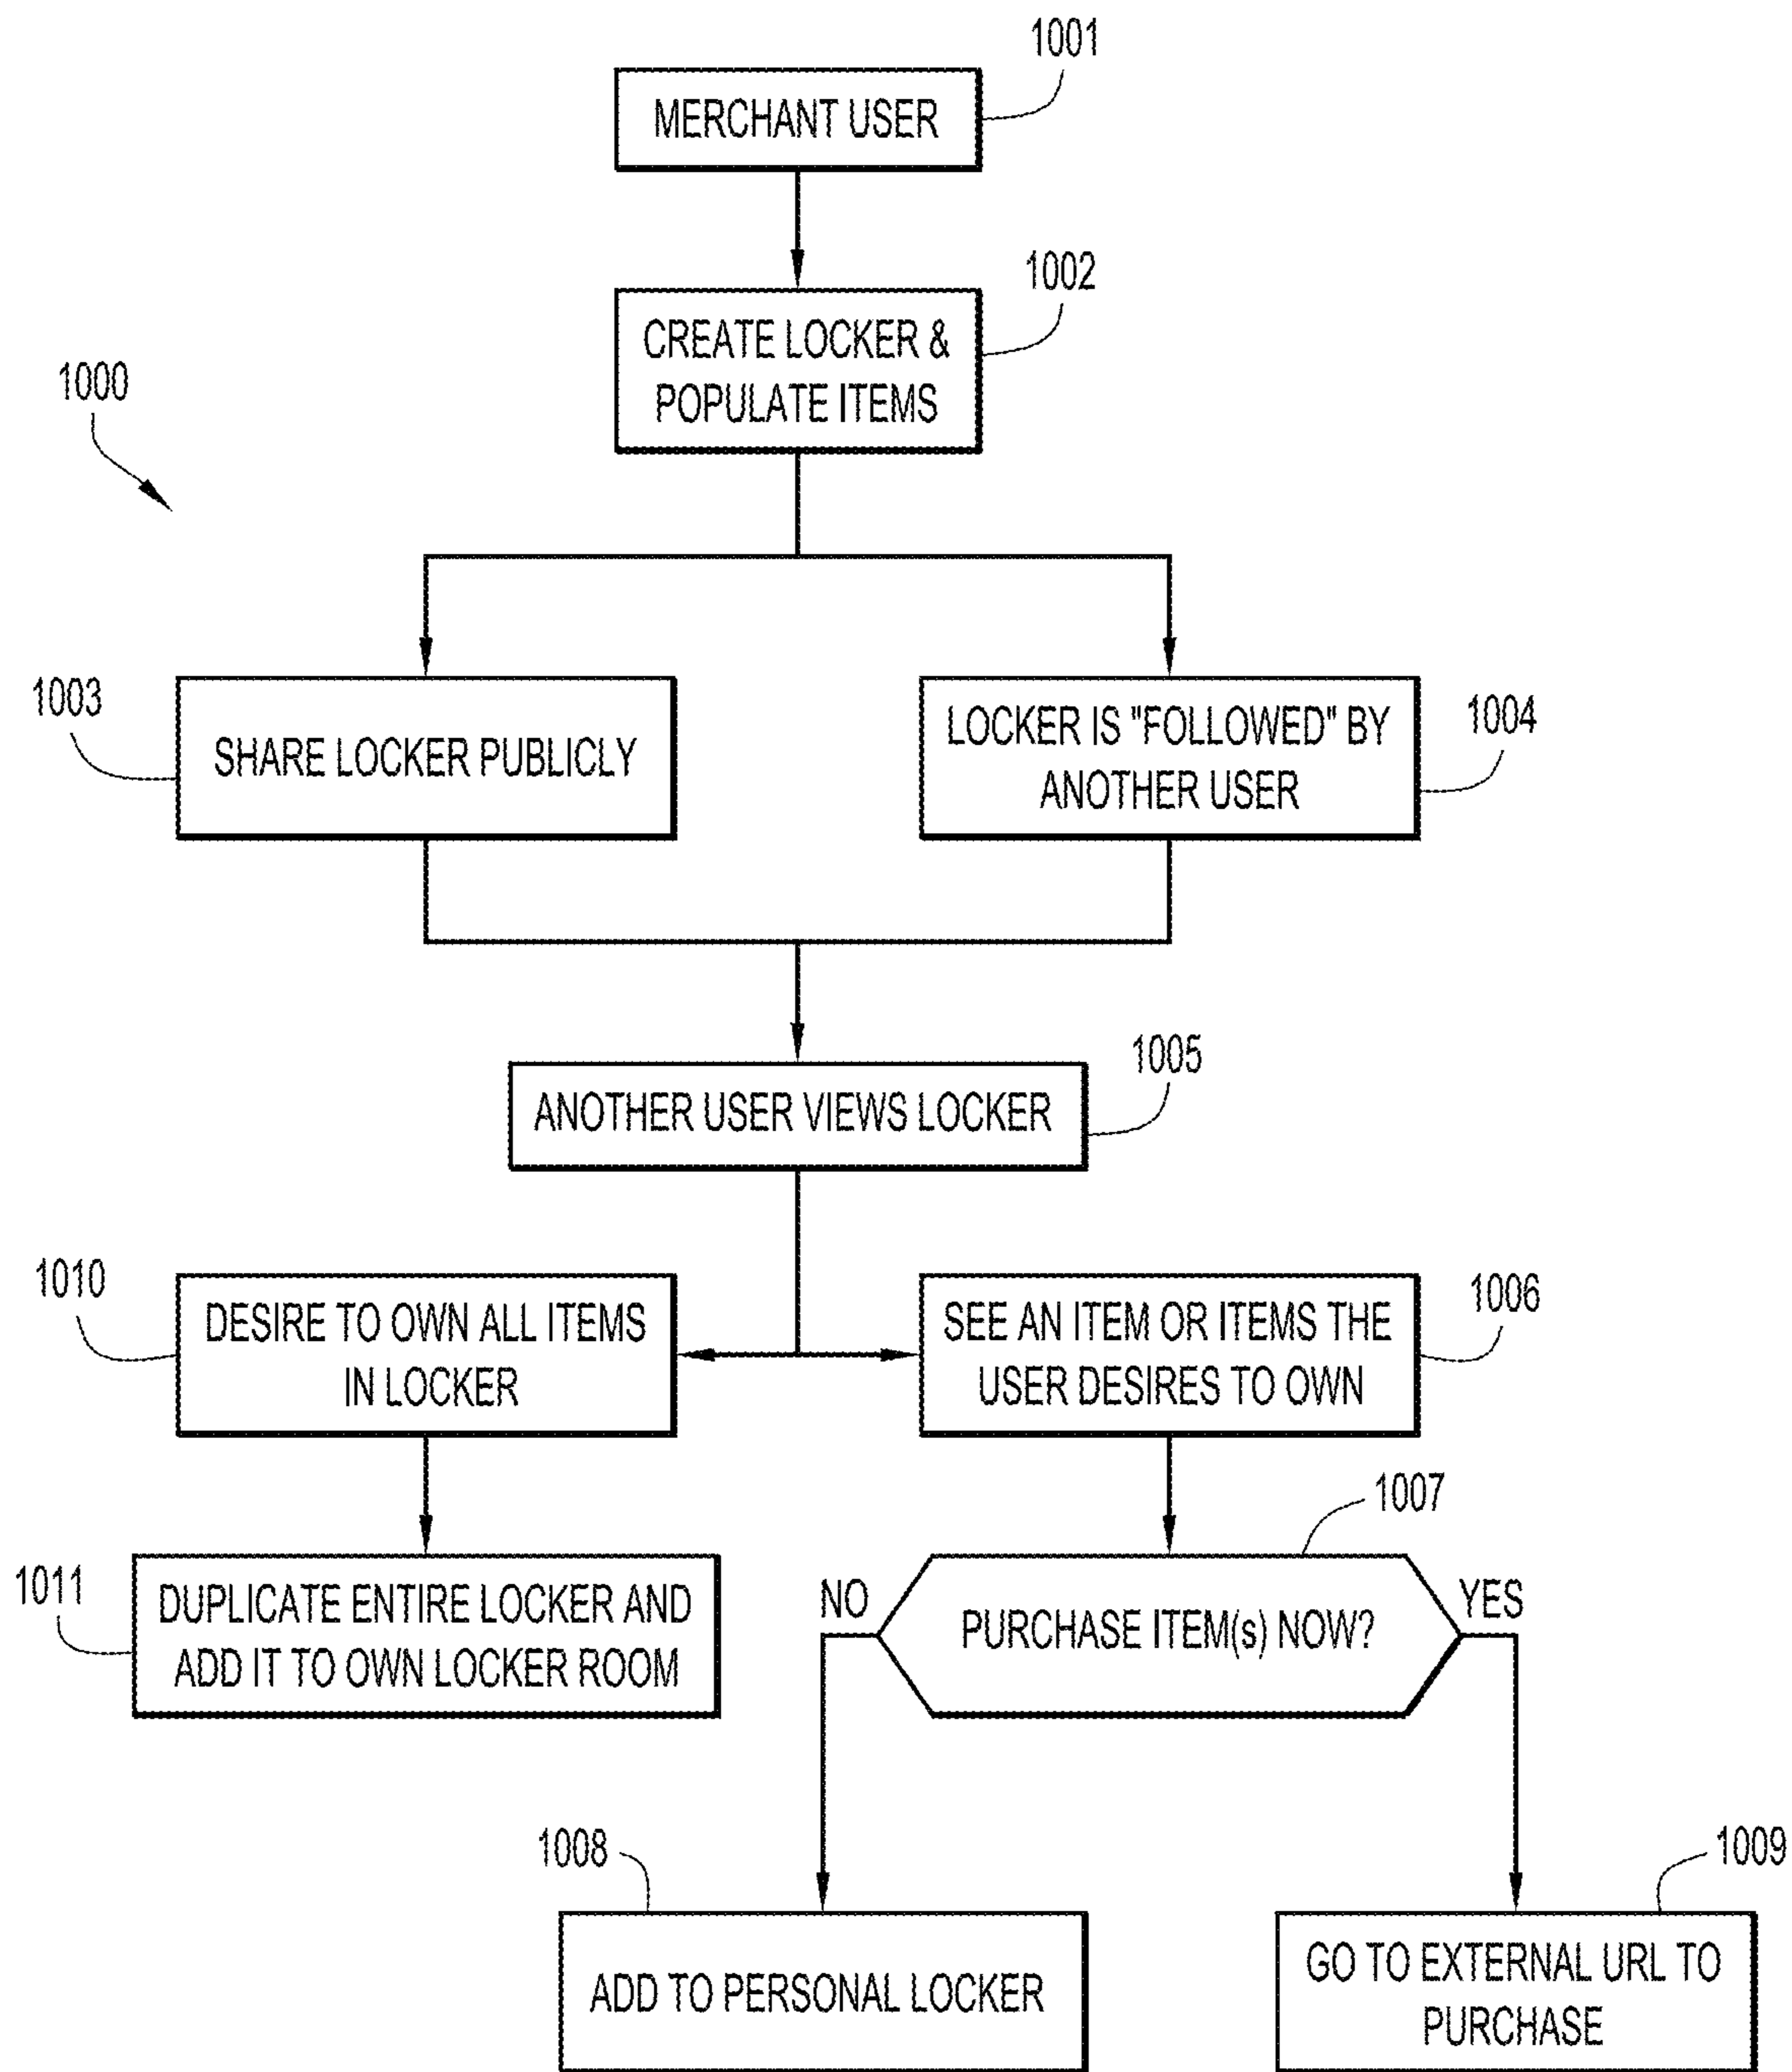 1001
MERCHANT USER
1002
CREATE LOCKER &
POPULATE ITEMS
1000
1003
SHARE LOCKER PUBLICLY
LOCKER IS "FOLLOWED" BY
ANOTHER USER
1004
1005
ANOTHER USER VIEWS LOCKER
1010
DESIRE TO OWN ALL ITEMS
IN LOCKER
SEE AN ITEM OR ITEMS THE
USER DESIRES TO OWN
1006
1007
1011
DUPLICATE ENTIRE LOCKER AND
ADD IT TO OWN LOCKER ROOM
NO
PURCHASE ITEM(s) NOW?
YES
1008
ADD TO PERSONAL LOCKER
1009
GO TO EXTERNAL URL TO
PURCHASE